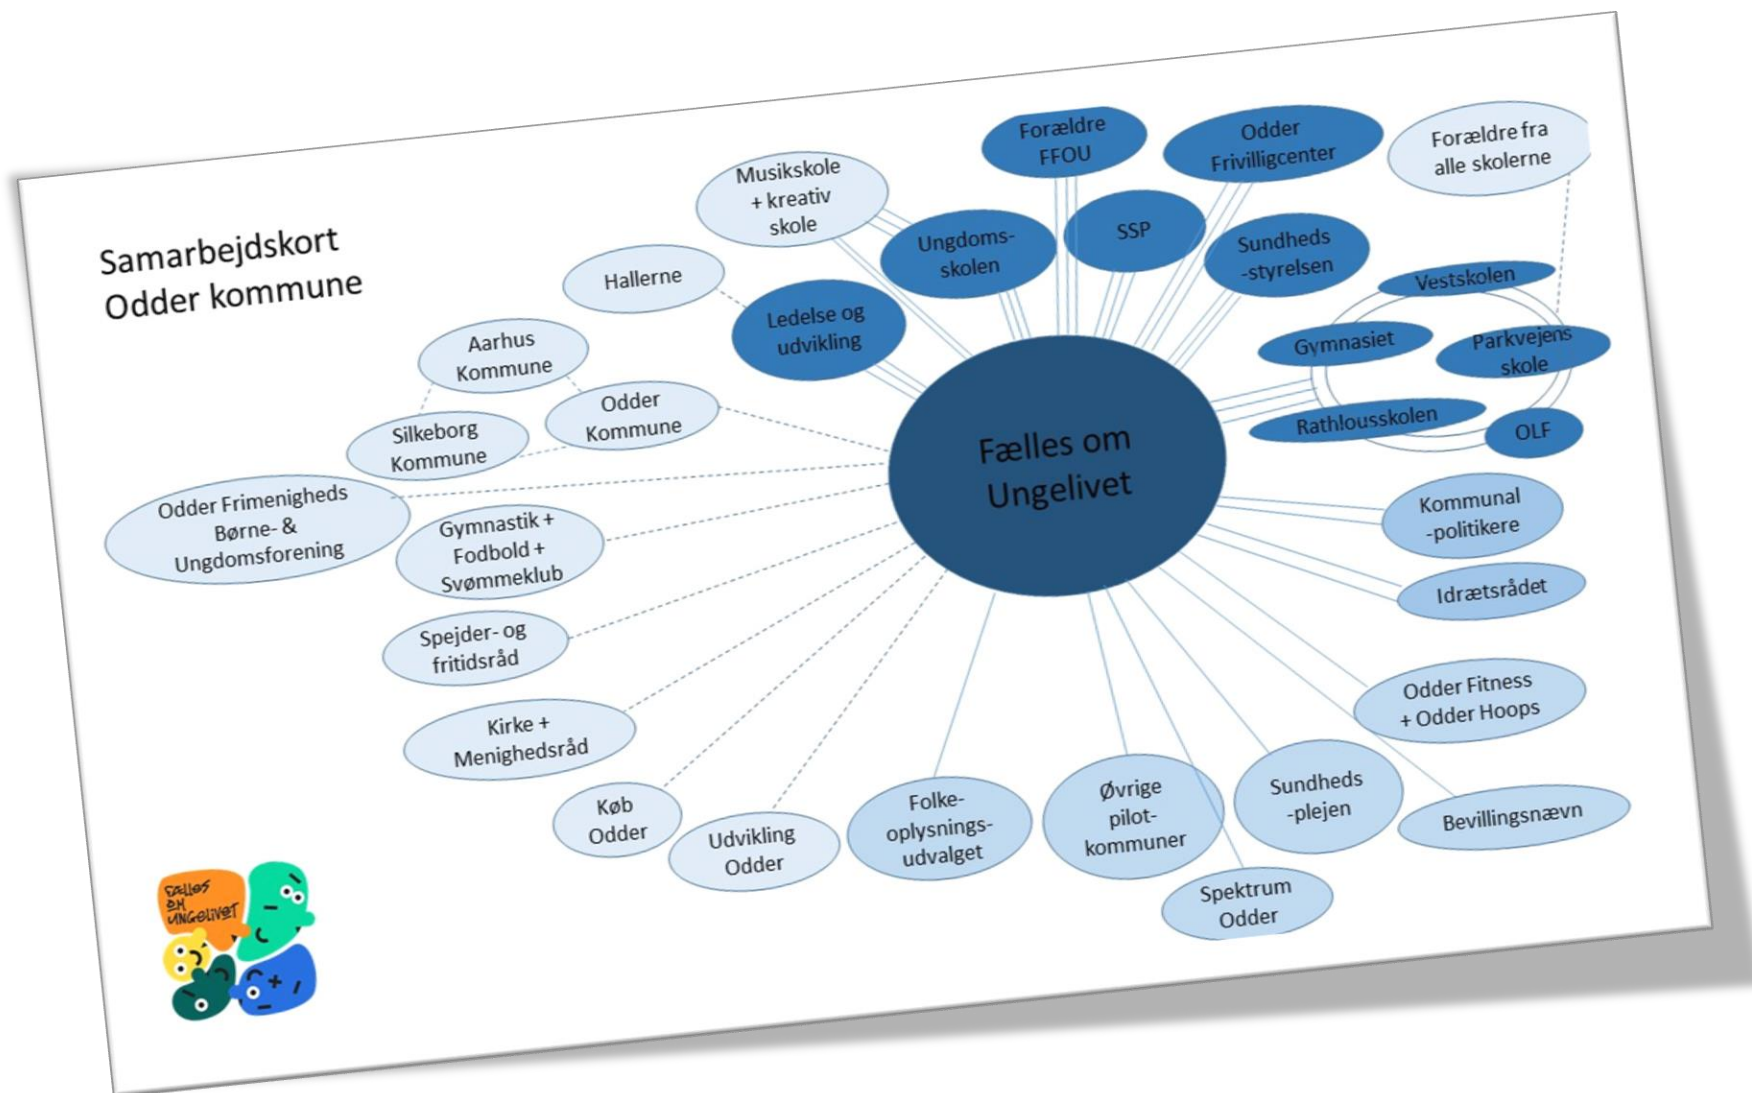 Samarbejdskort
Odder kommune
Forældre
FFOU
Odder
Frivilligcenter
Forældre fra
alle skolerne
Musikskole
+ kreativ
skole
Ungdoms-
skolen
SSP
Sundheds
-styrelsen
Hallerne
Ledelse og
udvikling
Vestskolen
Gymnasiet
Parkvejens
skole
Rathlousskolen
OLF
Aarhus
Kommune
Odder
Kommune
Silkeborg
Kommune
Fælles om
Ungelivet
Odder Frimenigheds
Børne- &
Ungdomsforening
Gymnastik +
Fodbold +
Svømmeklub
Kommunal
-politikere
Idrætsrådet
Spejder- og
fritidsråd
Kirke +
Menighedsråd
Odder Fitness
+ Odder Hoops
Køb
Odder
Udvikling
Odder
Folke-
oplysnings-
udvalget
Øvrige
pilot-
kommuner
Sundheds
-plejen
Bevillingsnævn
Spektrum
Odder
FÆLLES
OM
UNGELIVET